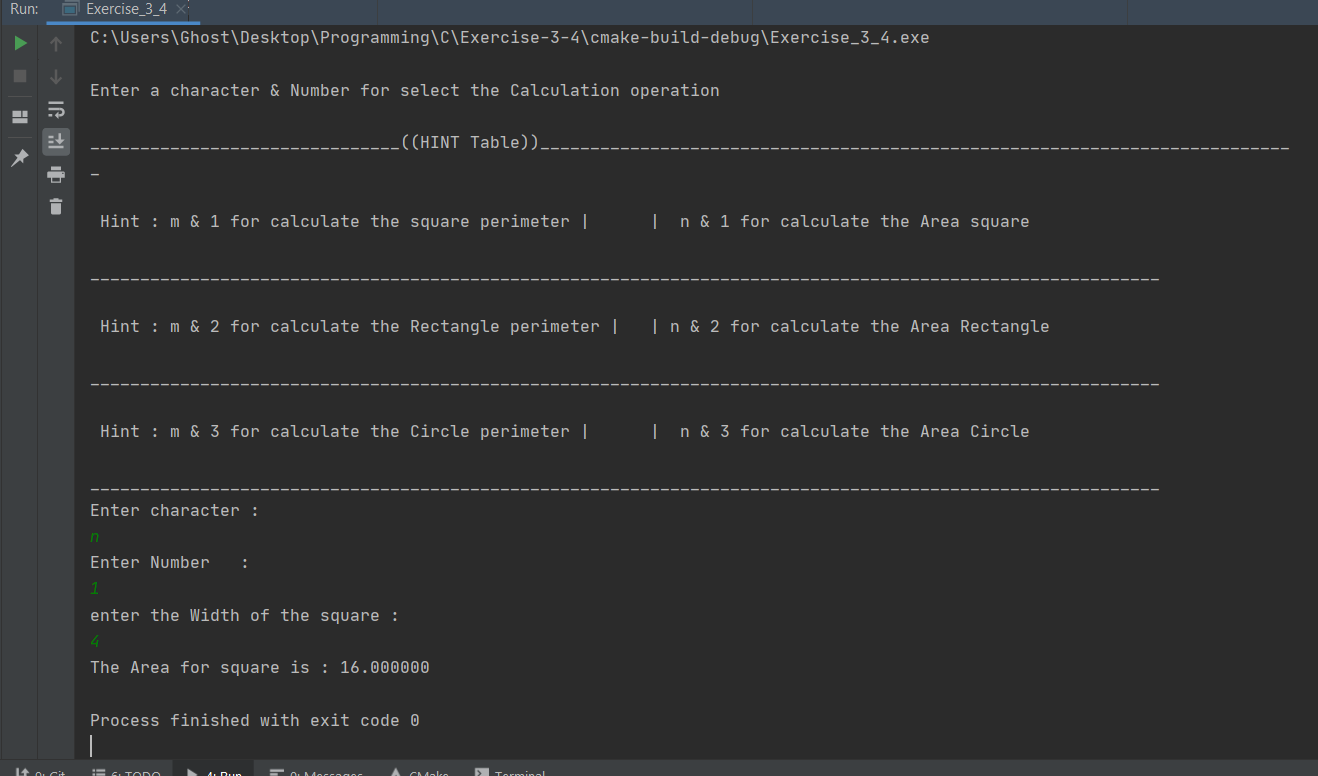 Run: Exercise_3_4
C:\Users\Ghost\Desktop\Programming\C\Exercise-3-4\cmake-build-debug\Exercise_3_4.exe
Enter a character & Number for select the Calculation operation
_______________________________((HINT Table))___________________________________________________________________________
_
Hint : m & 1 for calculate the square perimeter |      |  n & 1 for calculate the Area square
___________________________________________________________________________________________________________
Hint : m & 2 for calculate the Rectangle perimeter |   | n & 2 for calculate the Area Rectangle
___________________________________________________________________________________________________________
Hint : m & 3 for calculate the Circle perimeter |      |  n & 3 for calculate the Area Circle
___________________________________________________________________________________________________________
Enter character :
n
Enter Number   :
1
enter the Width of the square :
4
The Area for square is : 16.000000
Process finished with exit code 0
9: Git 6: TODO 4: Run 0: Messages CMake Terminal